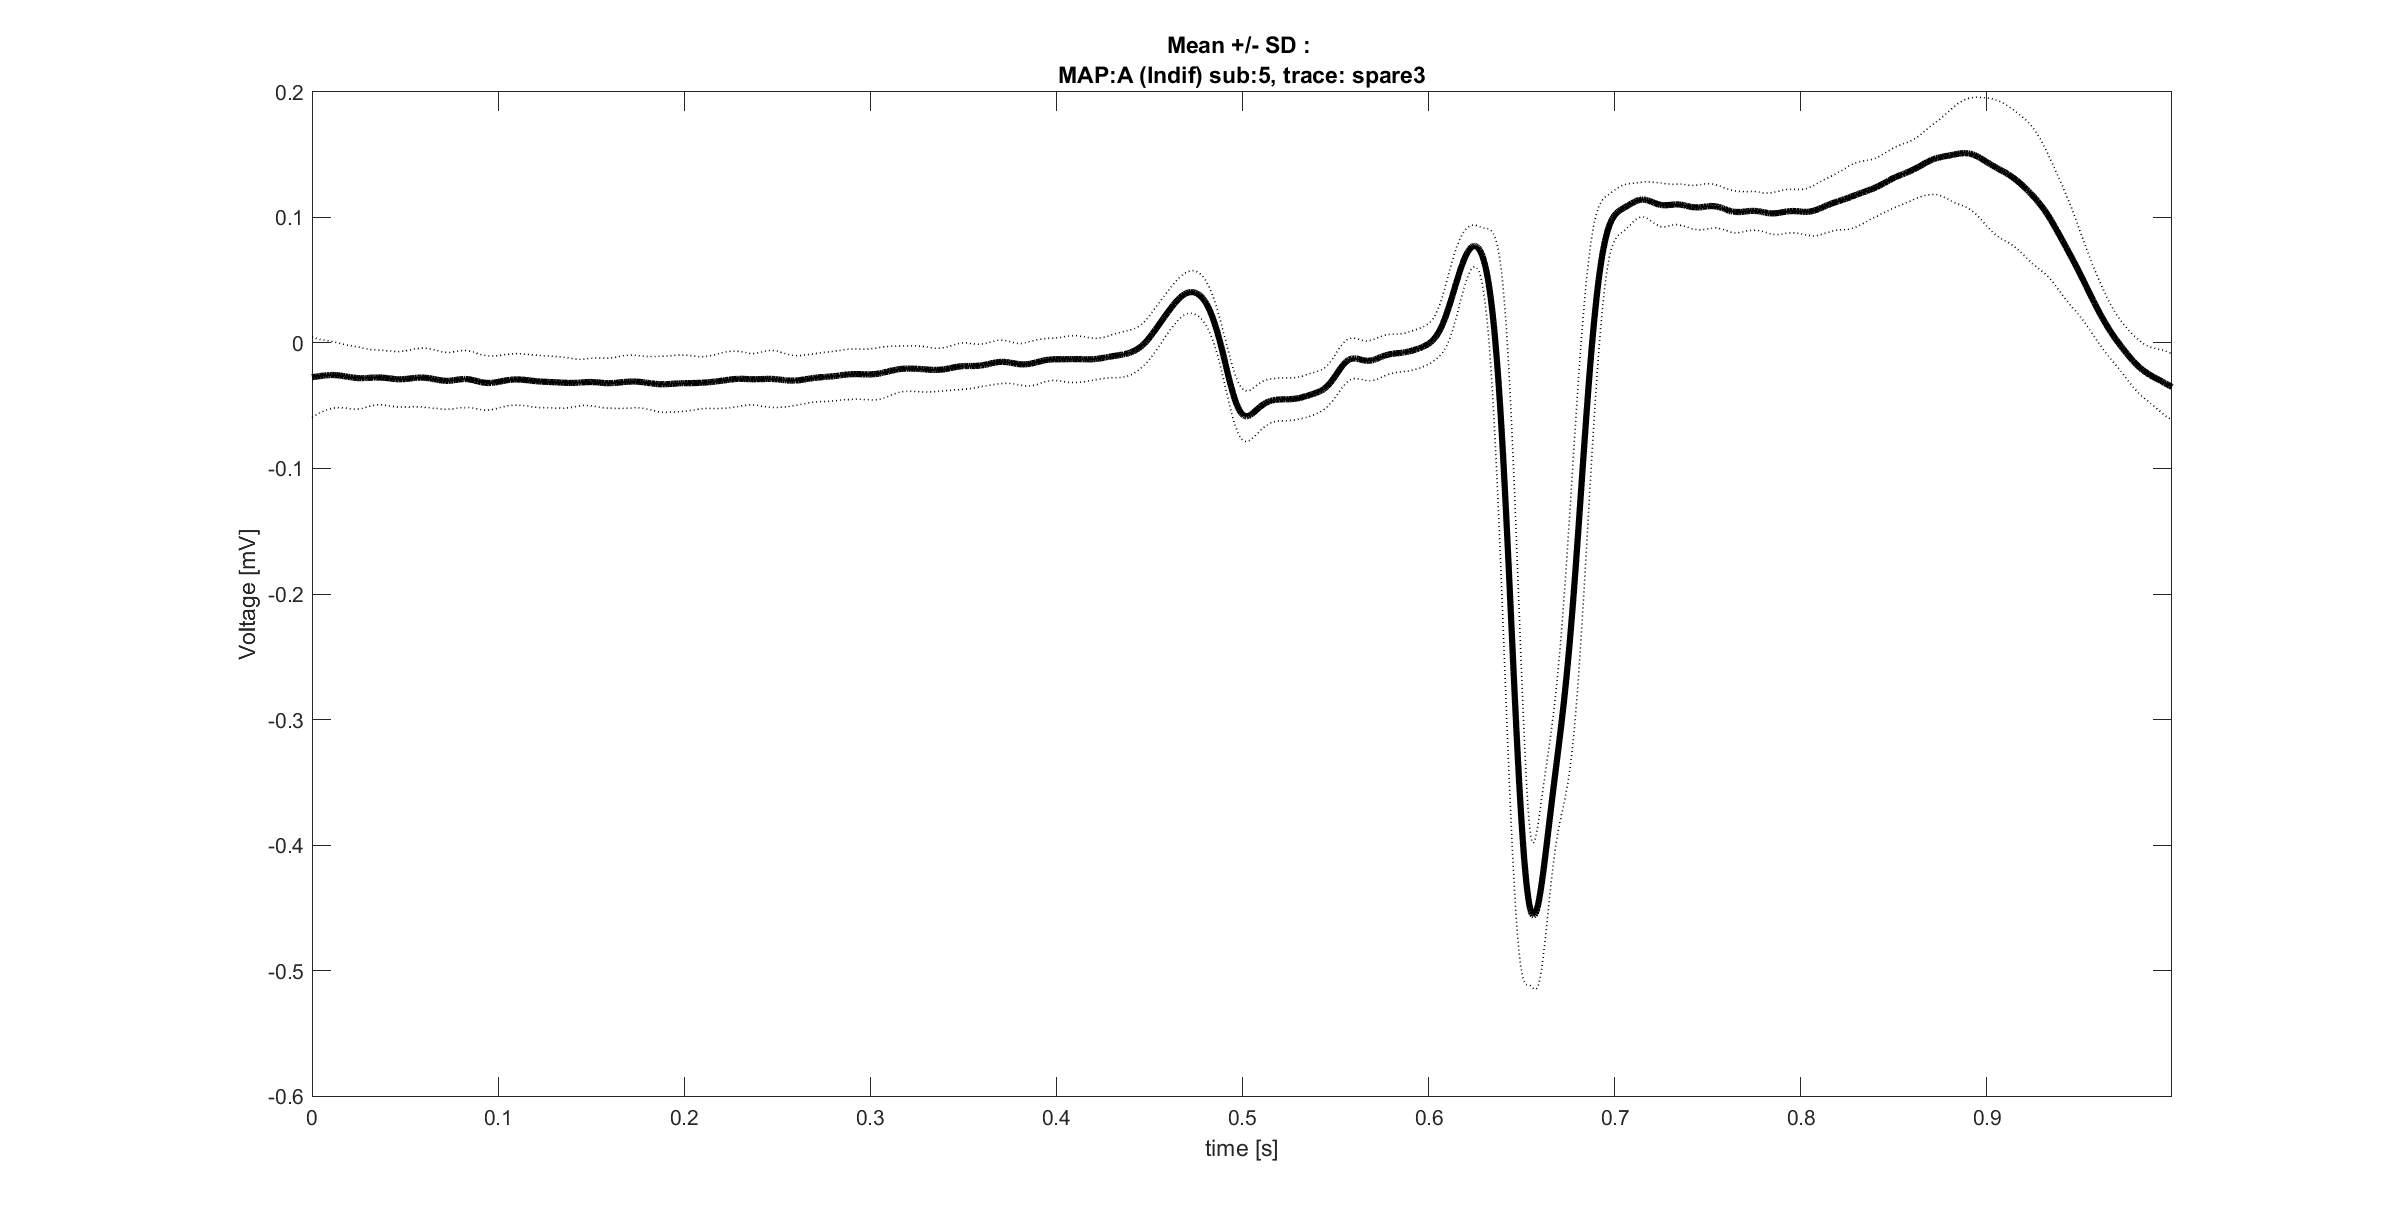 Mean +/- SD :
MAP:A (Indif) sub:5, trace: spare3
0.2
0.1
0
-0.1
-0.2
-0.3
-0.4
-0.5
-0.6
Voltage [mV]
0 0.1 0.2 0.3 0.4 0.5 0.6 0.7 0.8 0.9
time [s]